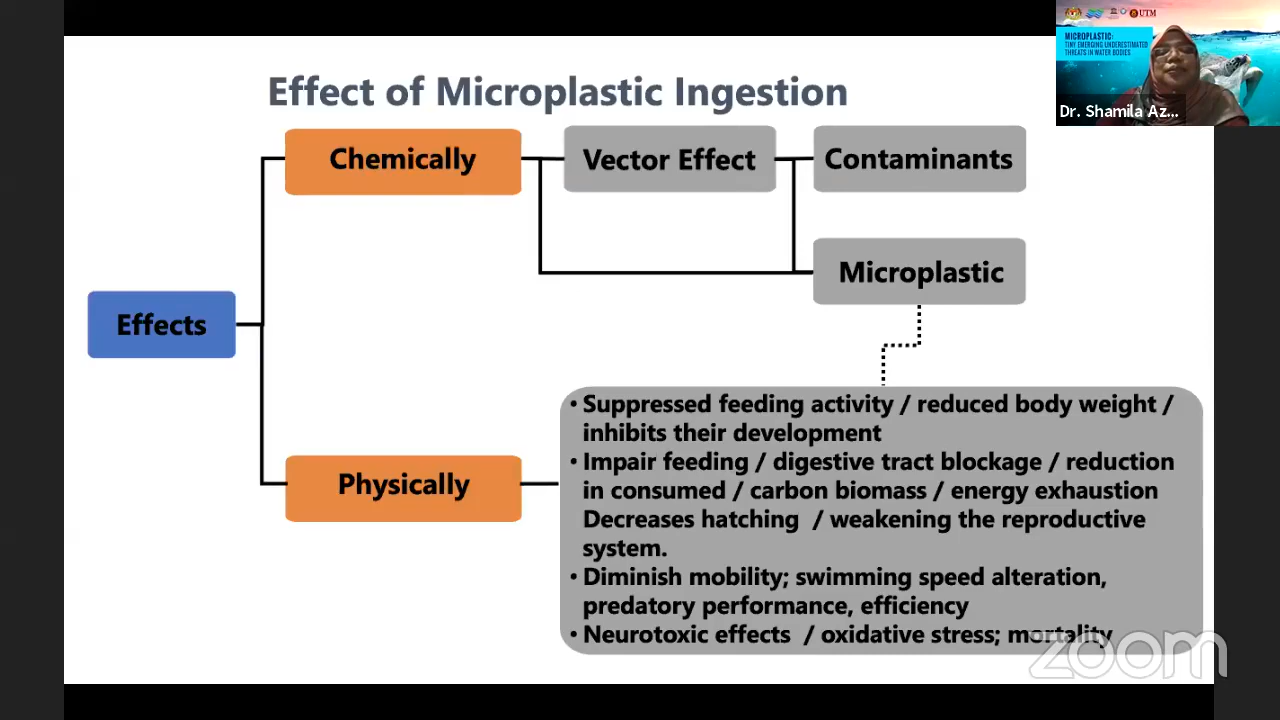 Effect of Microplastic Ingestion
Chemically
Vector Effect
Contaminants
Microplastic
Effects
Physically
• Suppressed feeding activity / reduced body weight /
inhibits their development
• Impair feeding / digestive tract blockage / reduction
in consumed / carbon biomass / energy exhaustion
Decreases hatching / weakening the reproductive
system.
• Diminish mobility; swimming speed alteration,
predatory performance, efficiency
• Neurotoxic effects / oxidative stress; mortality
zoom
UTM
MICROPLASTIC:
TINY EMERGING UNDERESTIMATED
THREATS IN WATER BODIES
Dr. Shamila Az...